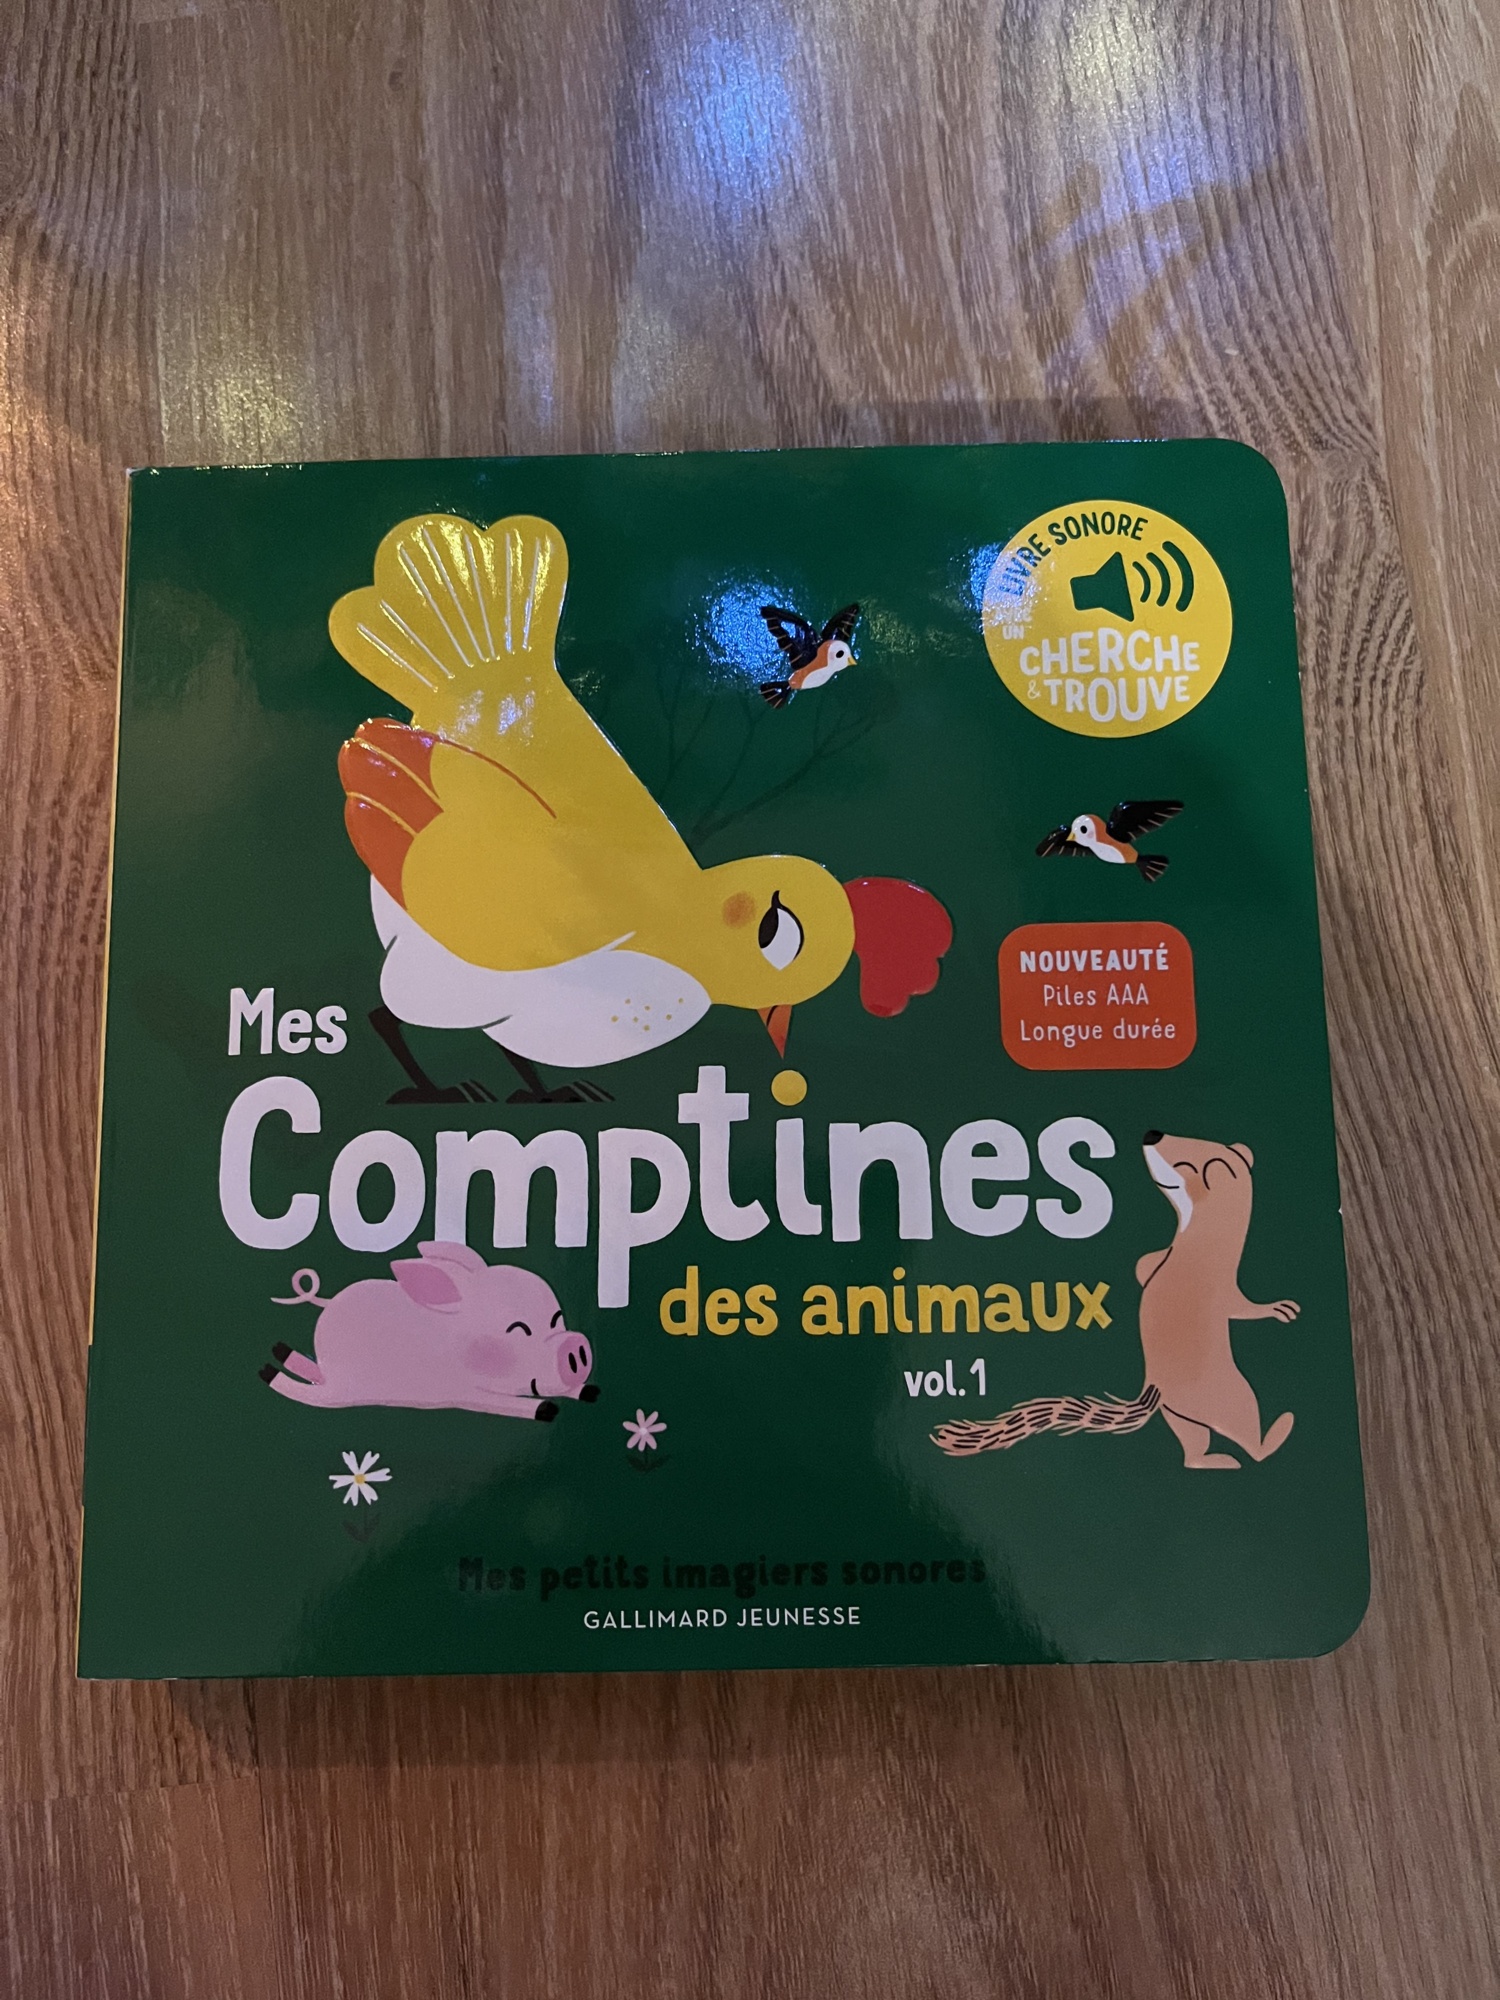 LIVRE SONORE
AVEC
UN
CHERCHE
& TROUVE
NOUVEAUTÉ
Piles AAA
Longue durée
Mes
Comptines
des animaux
vol.1
Mes petits imagiers sonores
GALLIMARD JEUNESSE